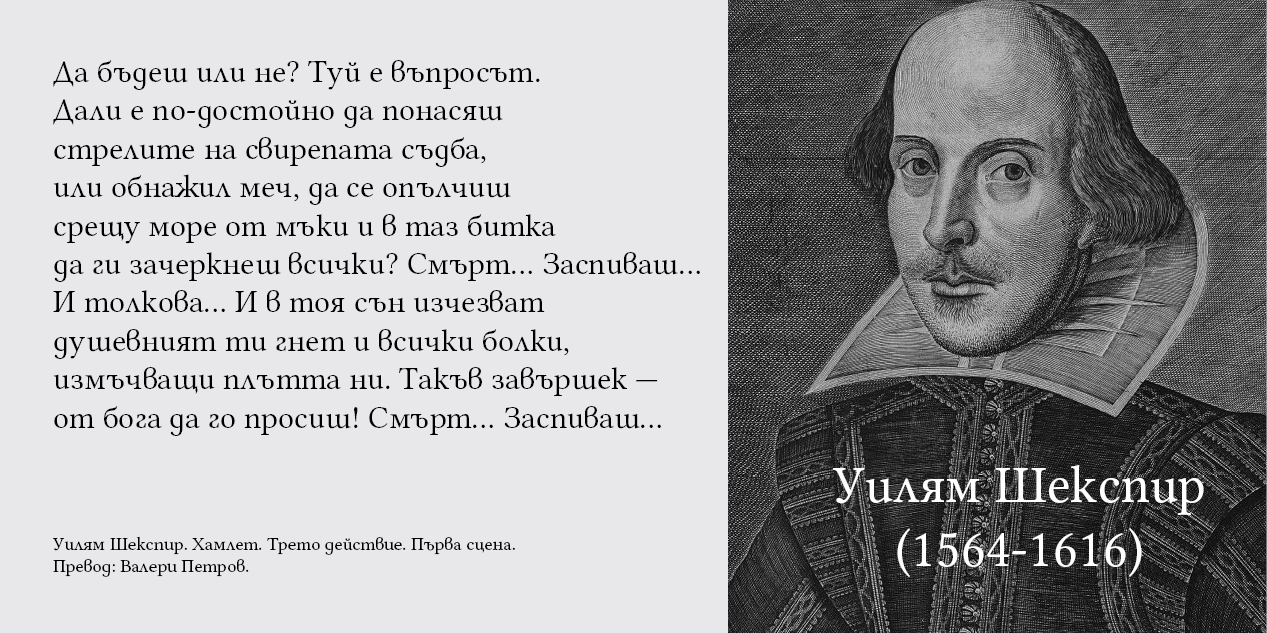 Да бъдеш или не? Туй е въпросът.
Дали е по-достойно да понасяш
стрелите на свирепата съдба,
или обнажил меч, да се опълчиш
срещу море от мъки и в таз битка
да ги зачеркнеш всички? Смърт... Заспиваш...
И толкова... И в тоя сън изчезват
душевният ти гнет и всички болки,
измъчващи плътта ни. Такъв завършек —
от бога да го просиш! Смърт... Заспиваш...
Уилям Шекспир. Хамлет. Трето действие. Първа сцена.
Превод: Валери Петров.
Уилям Шекспир
(1564-1616)